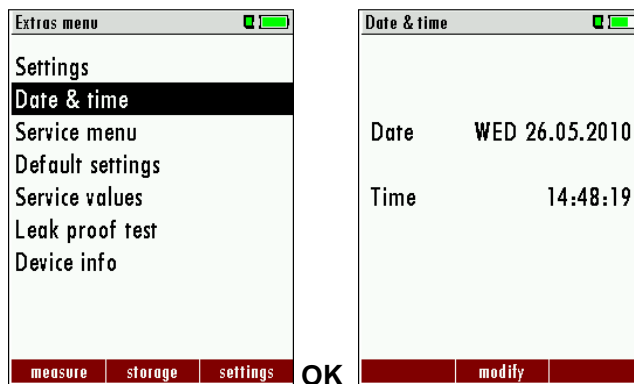 Extras menu
Settings
Date & time
Service menu
Default settings
Service values
Leak proof test
Device info
measure storage settings
OK
Date & time
Date WED 26.05.2010
Time 14:48:19
modify